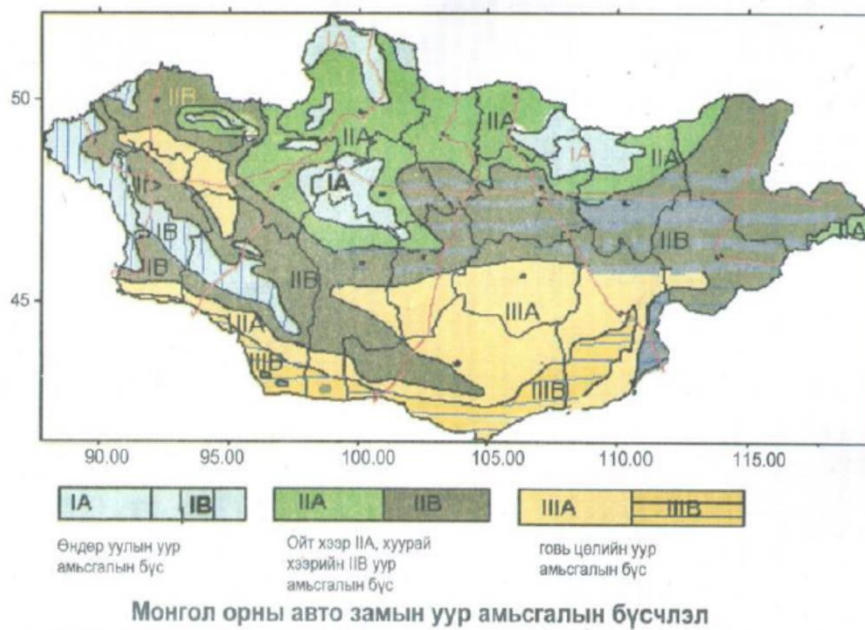 IA
50
IIB
IIA
IIA
IA
IIA
IA
IIA
IB
IIB
IIB
IIB
45
IIIA
IIIA
IIIB
IIIB
90.00 95.00 100.00 105.00 110.00 115.00
IA IB IIA IIB IIIA IIIB
Өндөр уулын уур
амьсгалын бүс
Ойт хээр IIA, хуурай
хээрийн IIB уур
амьсгалын бүс
говь цөлийн уур
амьсгалын бүс
Монгол орны авто замын уур амьсгалын бүсчлэл